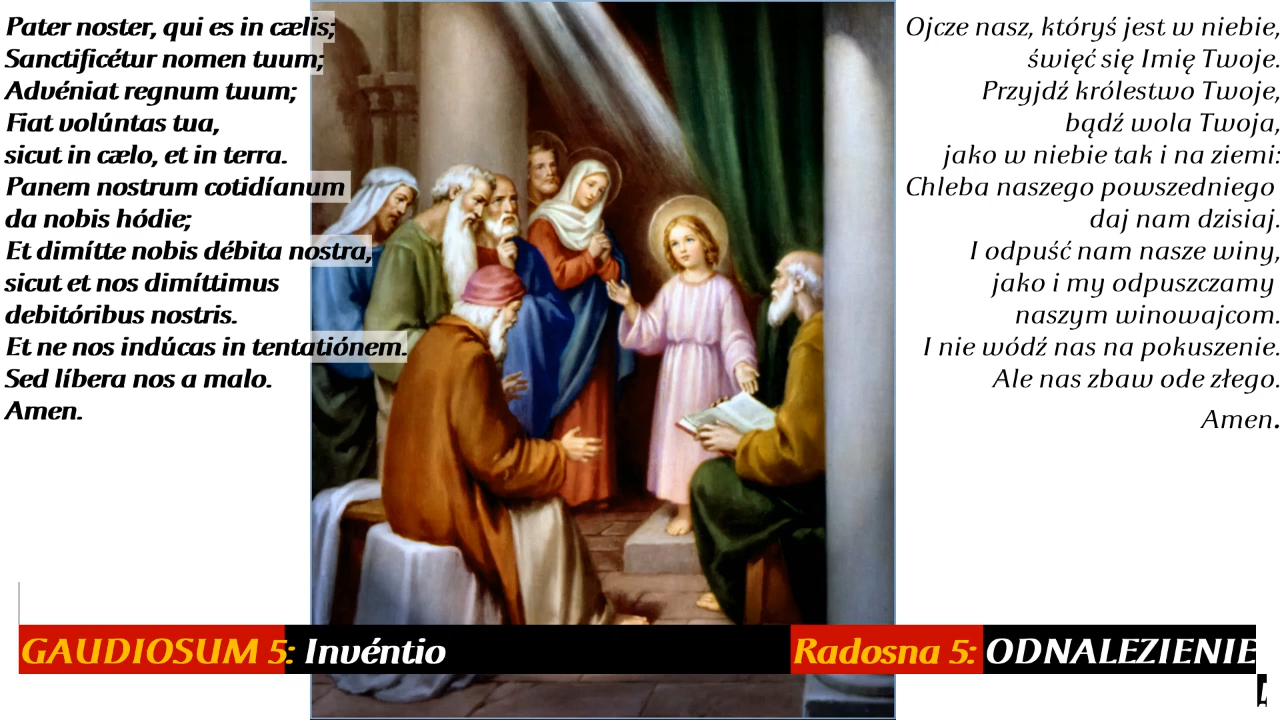 Pater noster, qui es in cælis;
Sanctificétur nomen tuum;
Advéniat regnum tuum;
Fiat volúntas tua,
sicut in cælo, et in terra.
Panem nostrum cotidíanum
da nobis hódie;
Et dimítte nobis débita nostra,
sicut et nos dimíttimus
debitóribus nostris.
Et ne nos indúcas in tentatiónem.
Sed líbera nos a malo.
Amen.
Ojcze nasz, któryś jest w niebie,
święć się Imię Twoje.
Przyjdź królestwo Twoje,
bądź wola Twoja,
jako w niebie tak i na ziemi:
Chleba naszego powszedniego
daj nam dzisiaj.
I odpuść nam nasze winy,
jako i my odpuszczamy
naszym winowajcom.
I nie wódź nas na pokuszenie.
Ale nas zbaw ode złego.
Amen.
GAUDIOSUM 5: Invéntio
Radosna 5: ODNALEZIENIE